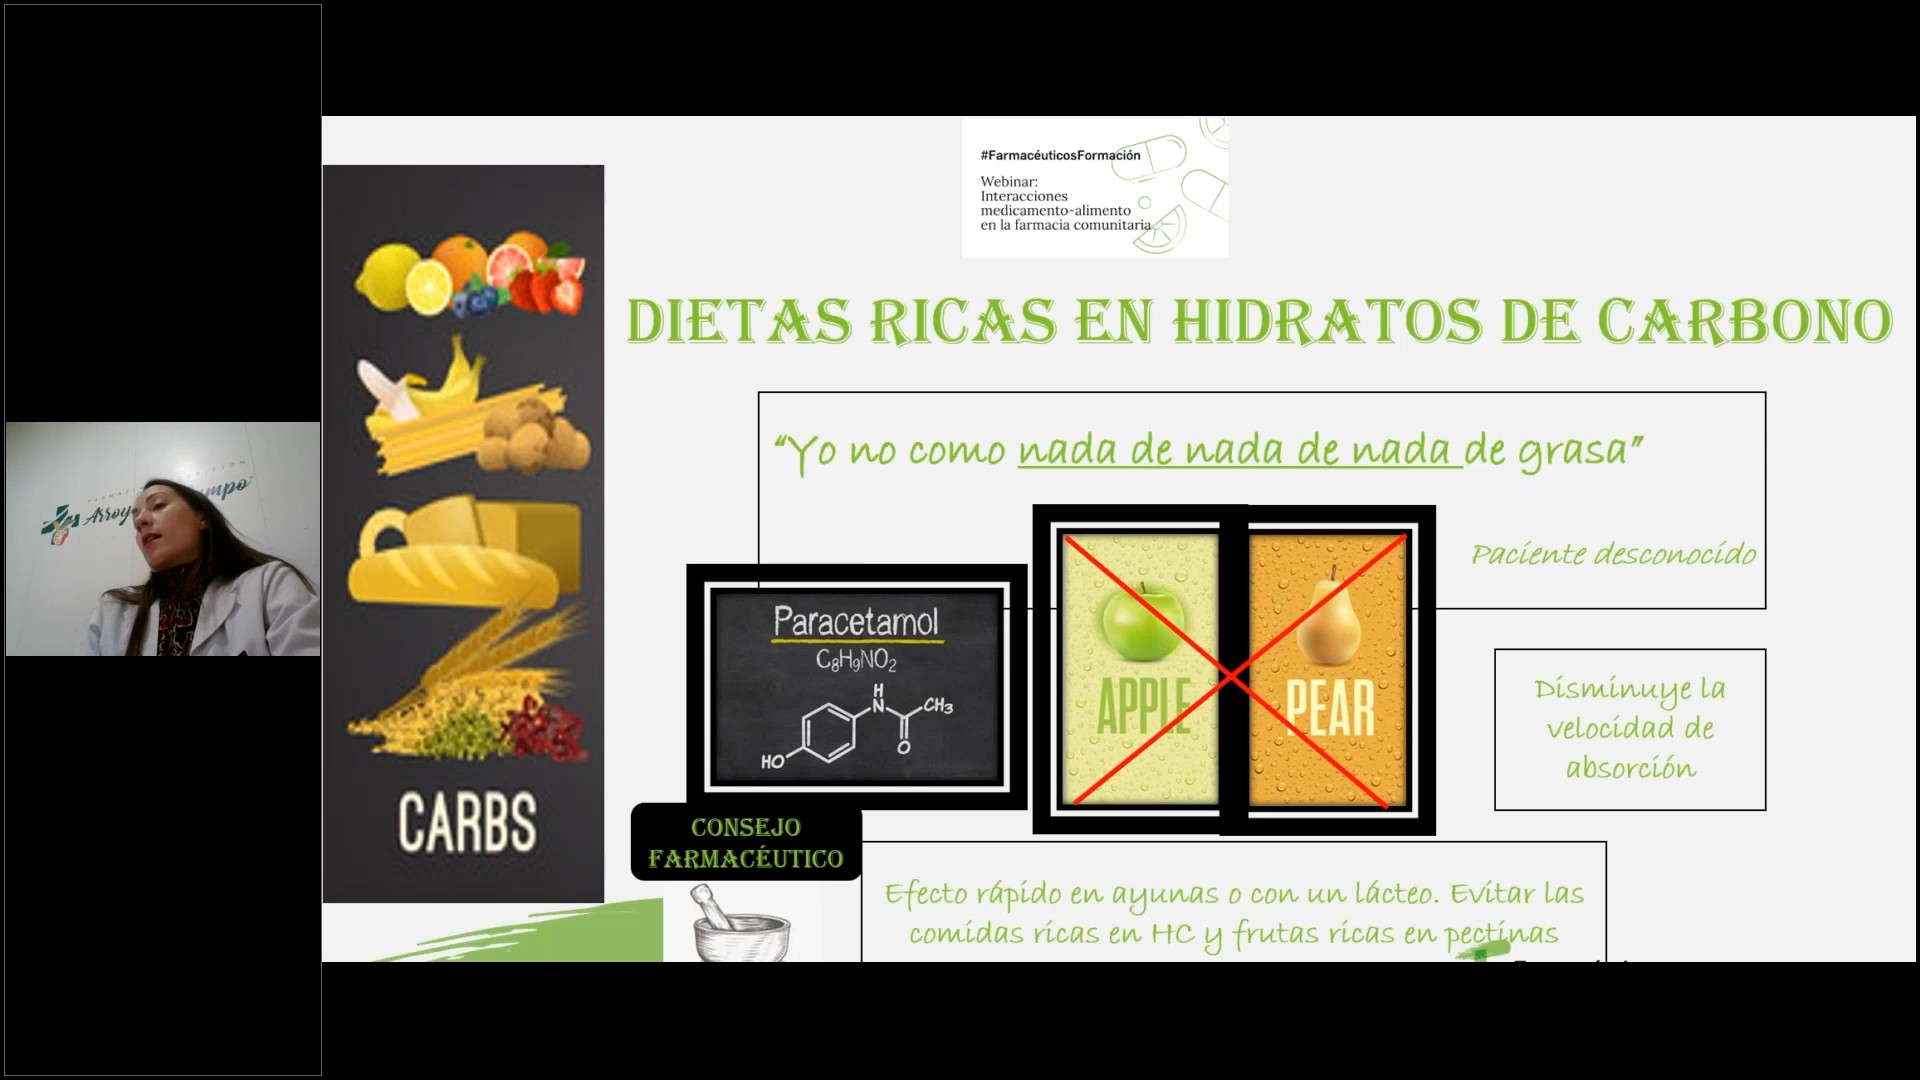 #FarmacéuticosFormación
Webinar:
Interacciones
medicamento-alimento
en la farmacia comunitaria
DIETAS RICAS EN HIDRATOS DE CARBONO
“Yo no como nada de nada de nada de grasa”
Paciente desconocido
Paracetamol
C₈H₉NO₂
H
N
CH₃
O
HO
APPLE
PEAR
Disminuye la
velocidad de
absorción
CARBS
CONSEJO
FARMACÉUTICO
Efecto rápido en ayunas o con un lácteo. Evitar las
comidas ricas en HC y frutas ricas en pectinas